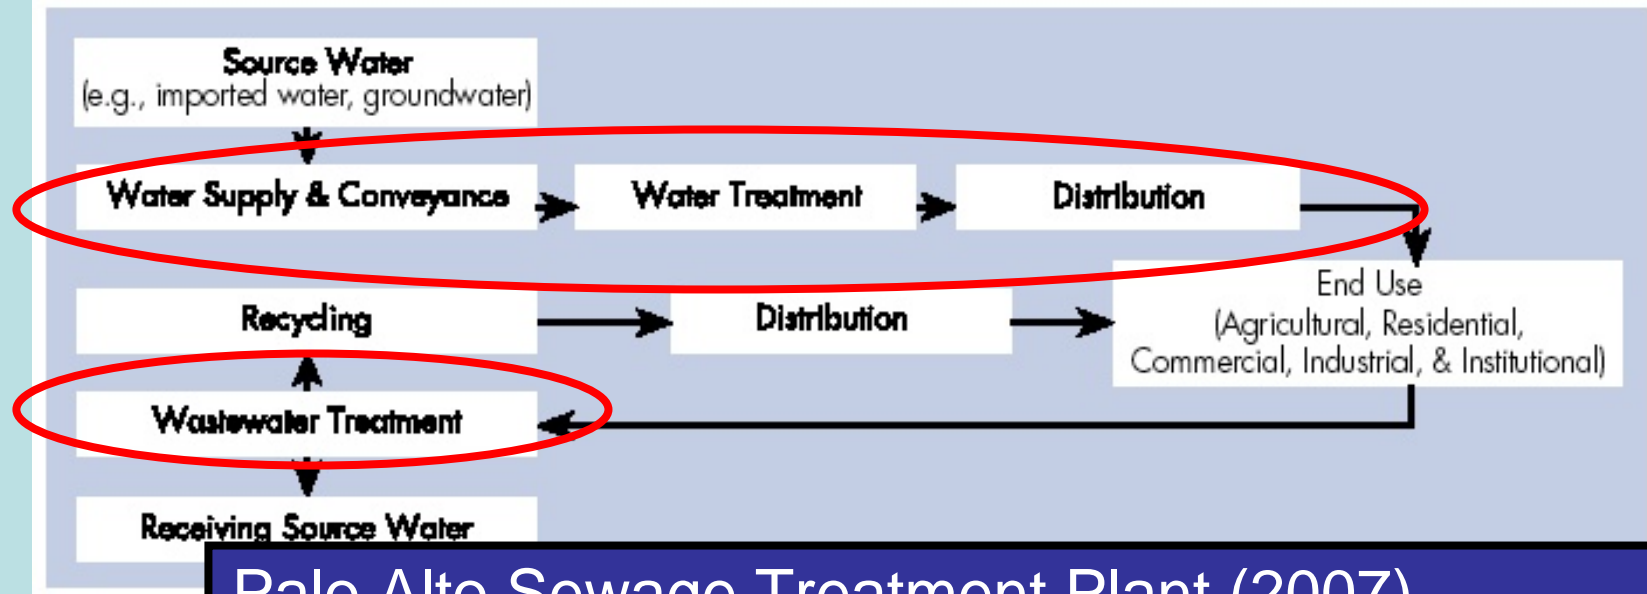 Source Water
(e.g., imported water, groundwater)
Water Supply & Conveyance
Water Treatment
Distribution
End Use
(Agricultural, Residential,
Commercial, Industrial, & Institutional)
Recycling
Distribution
Wastewater Treatment
Receiving Source Water
Palo Alto Sewage Treatment Plant (2007)